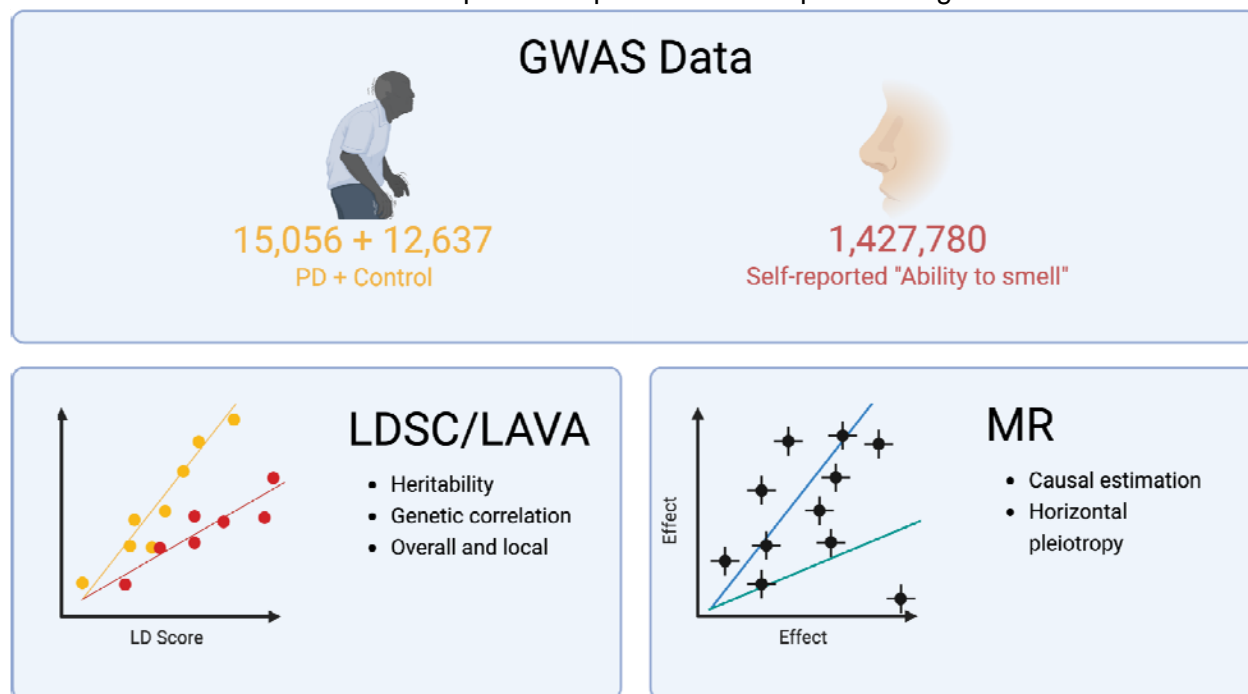 GWAS Data
15,056 + 12,637
PD + Control
1,427,780
Self-reported "Ability to smell"
LDSC/LAVA
• Heritability
• Genetic correlation
• Overall and local
LD Score
MR
• Causal estimation
• Horizontal
pleiotropy
Effect
Effect